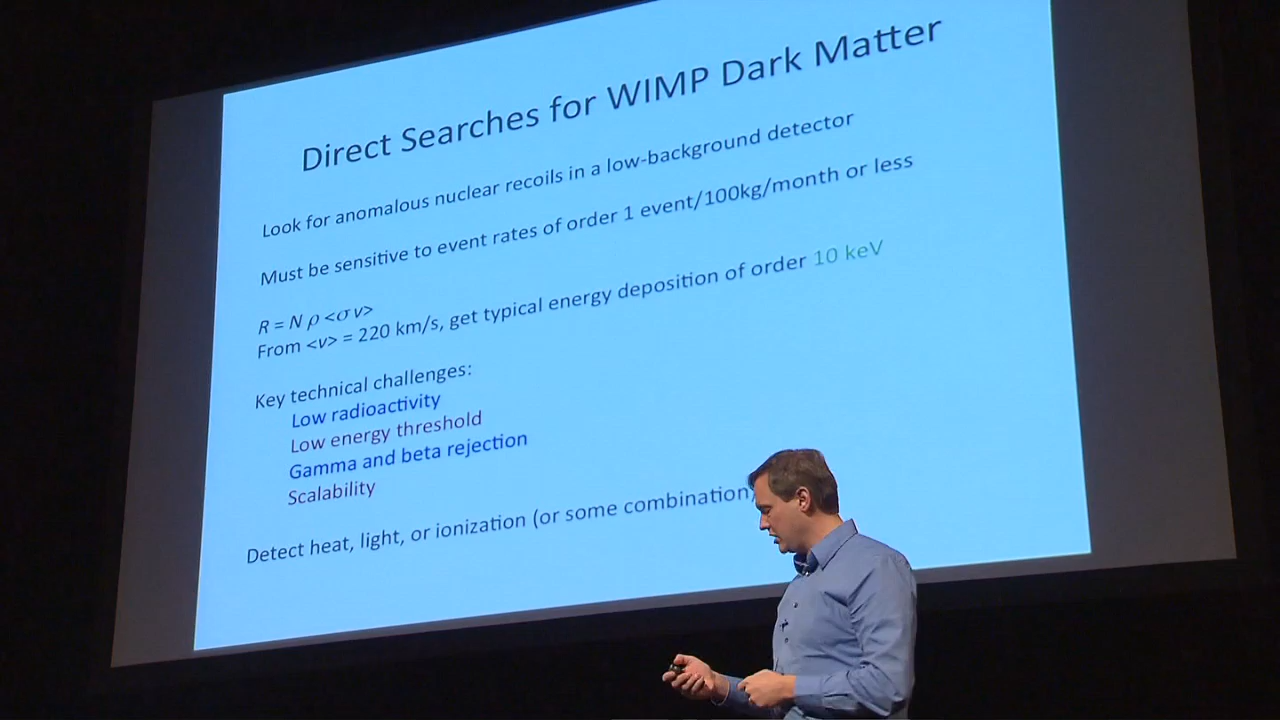 Direct Searches for WIMP Dark Matter
Look for anomalous nuclear recoils in a low-background detector
Must be sensitive to event rates of order 1 event/100kg/month or less
R = N ρ <σ v>
From <v> = 220 km/s, get typical energy deposition of order 10 keV
Key technical challenges:
Low radioactivity
Low energy threshold
Gamma and beta rejection
Scalability
Detect heat, light, or ionization (or some combination)